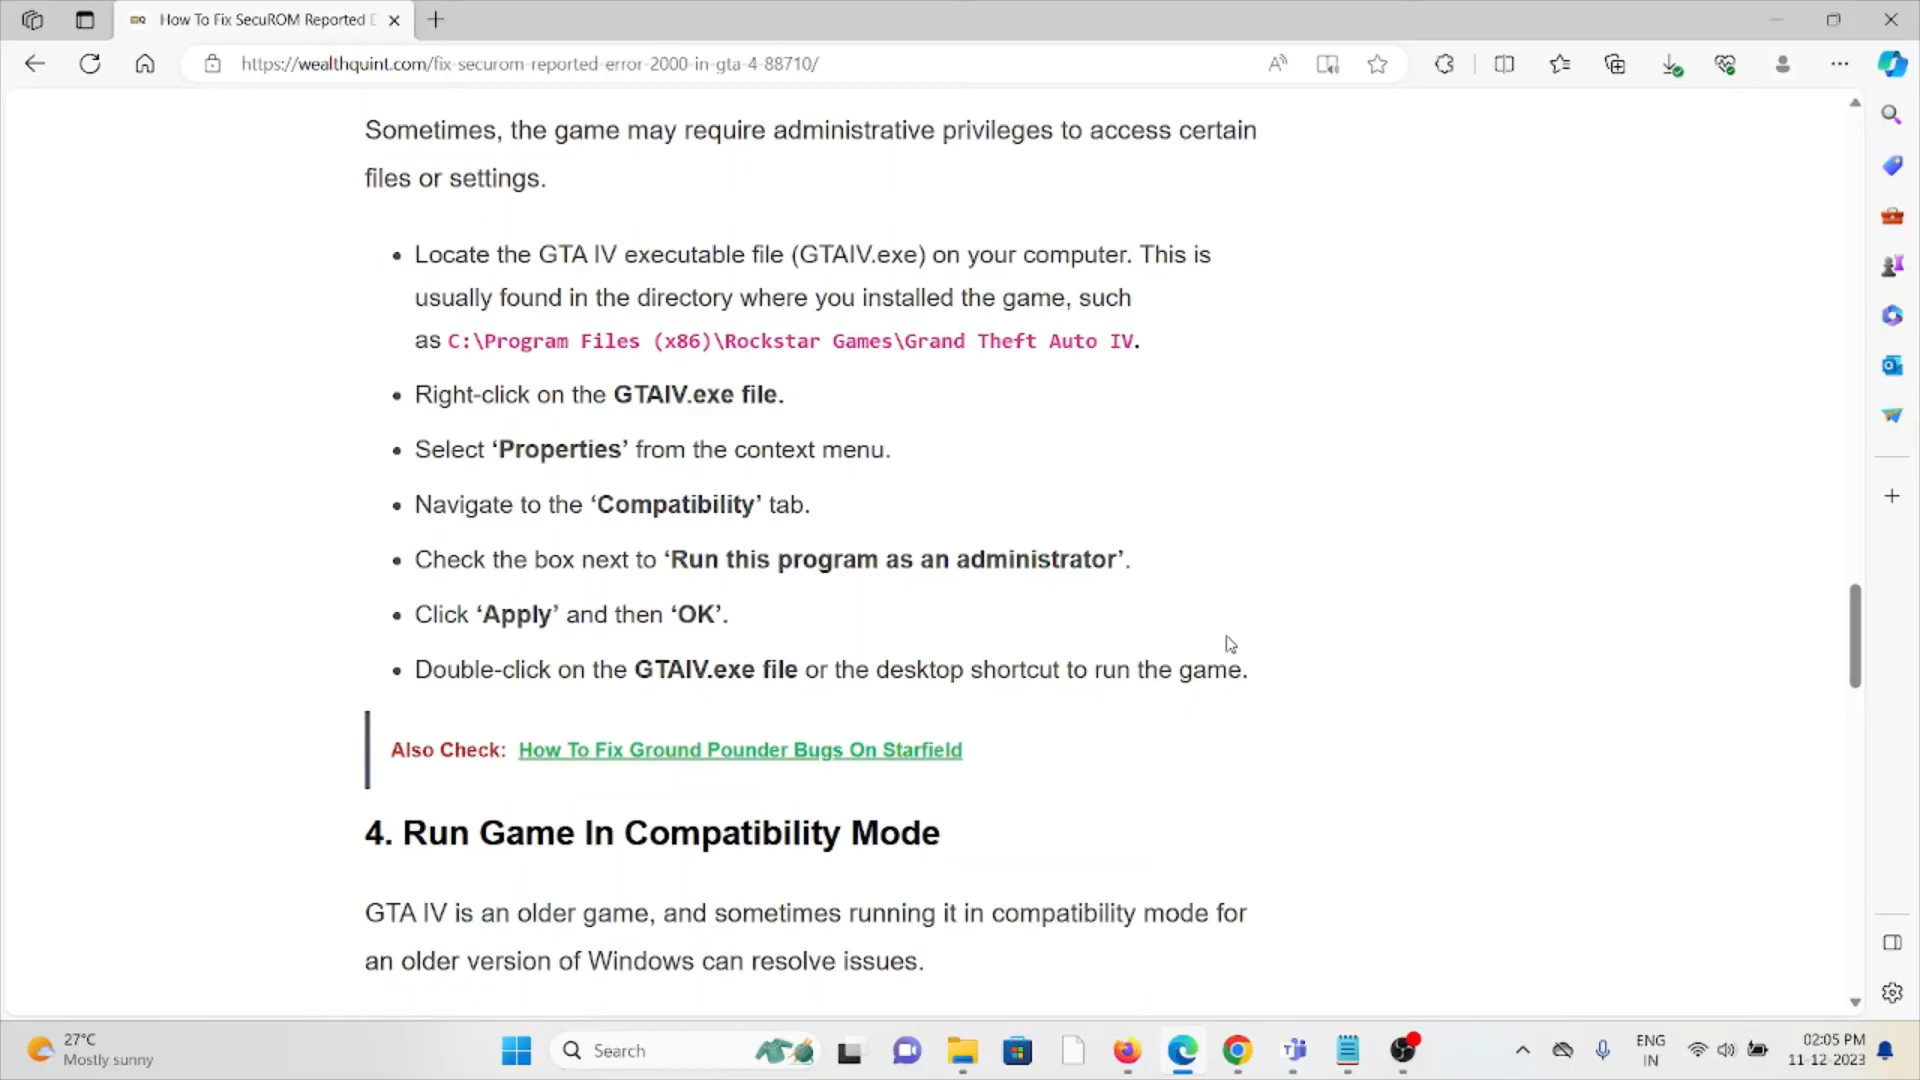 How To Fix SecuROM Reported E
https://wealthquint.com/fix-securom-reported-error-2000-in-gta-4-88710/
Sometimes, the game may require administrative privileges to access certain
files or settings.
• Locate the GTA IV executable file (GTAIV.exe) on your computer. This is
usually found in the directory where you installed the game, such
as C:\Program Files (x86)\Rockstar Games\Grand Theft Auto IV.
• Right-click on the GTAIV.exe file.
• Select ‘Properties’ from the context menu.
• Navigate to the ‘Compatibility’ tab.
• Check the box next to ‘Run this program as an administrator’.
• Click ‘Apply’ and then ‘OK’.
• Double-click on the GTAIV.exe file or the desktop shortcut to run the game.
Also Check: How To Fix Ground Pounder Bugs On Starfield
4. Run Game In Compatibility Mode
GTA IV is an older game, and sometimes running it in compatibility mode for
an older version of Windows can resolve issues.
27°C
Mostly sunny
Search
ENG
IN
02:05 PM
11-12-2023